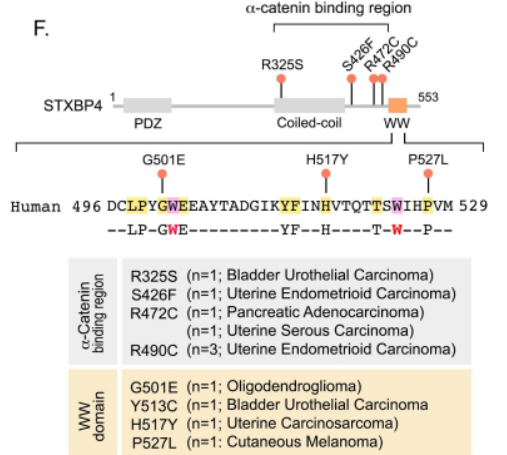 F.
α-catenin binding region
R325S S426F R472C R490C
STXBP4 1 553
PDZ Coiled-coil WW
G501E H517Y P527L
Human 496 DCLPYGWEEAYTADGIKYFINHVTQTTSWIHPVM 529
--LP-GWE---------YF--H----T-W--P--
α-Catenin
binding region
R325S (n=1; Bladder Urothelial Carcinoma)
S426F (n=1; Uterine Endometrioid Carcinoma)
R472C (n=1; Pancreatic Adenocarcinoma)
(n=1; Uterine Serous Carcinoma)
R490C (n=3; Uterine Endometrioid Carcinoma)
WW
domain
G501E (n=1; Oligodendroglioma)
Y513C (n=1; Bladder Urothelial Carcinoma
H517Y (n=1; Uterine Carcinosarcoma)
P527L (n=1: Cutaneous Melanoma)